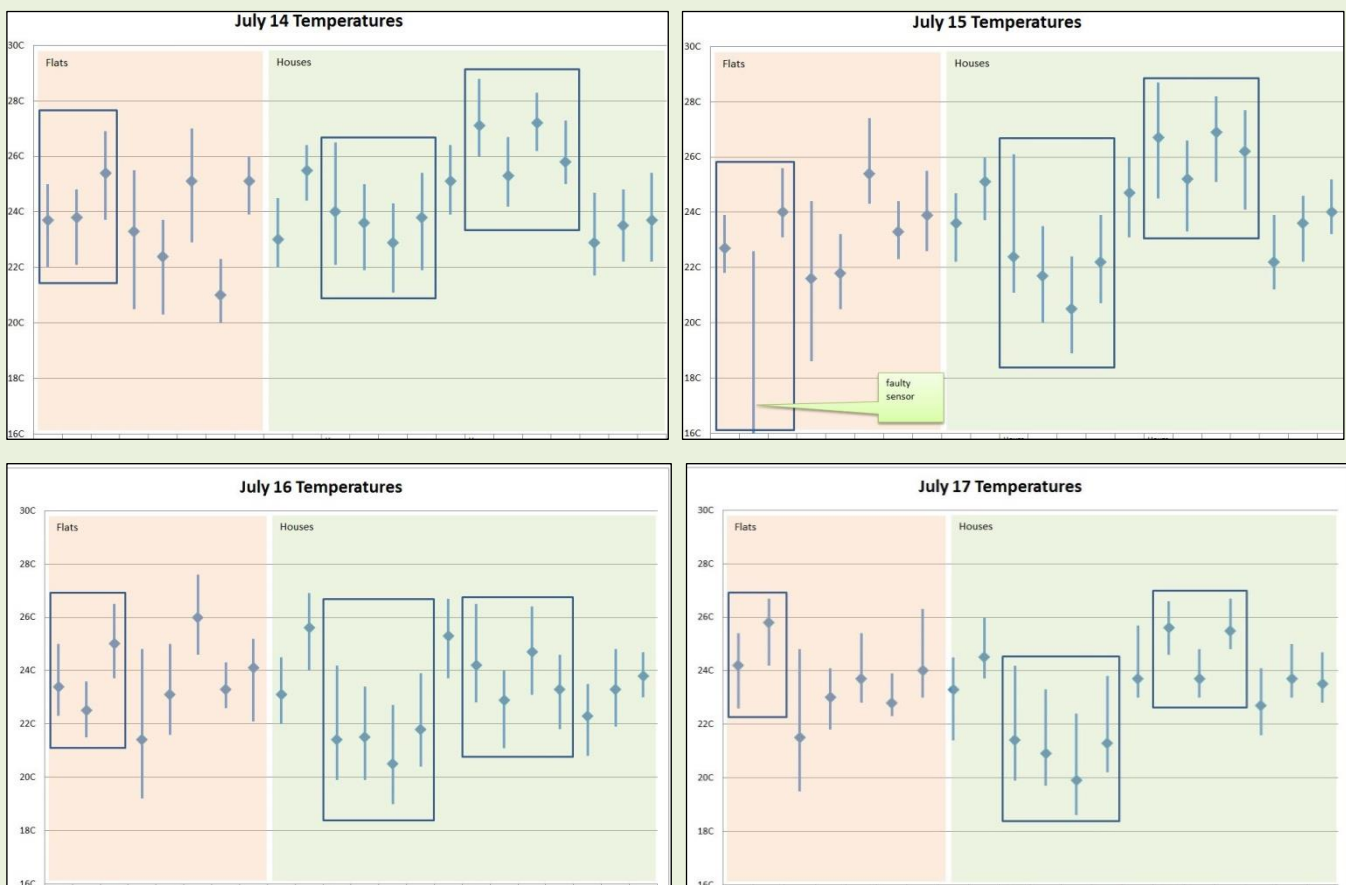 July 14 Temperatures
30C
Flats
Houses
28C
26C
24C
22C
20C
18C
16C
July 15 Temperatures
30C
Flats
Houses
28C
26C
24C
22C
20C
18C
faulty
sensor
16C
July 16 Temperatures
30C
Flats
Houses
28C
26C
24C
22C
20C
18C
16C
July 17 Temperatures
30C
Flats
Houses
28C
26C
24C
22C
20C
18C
16C